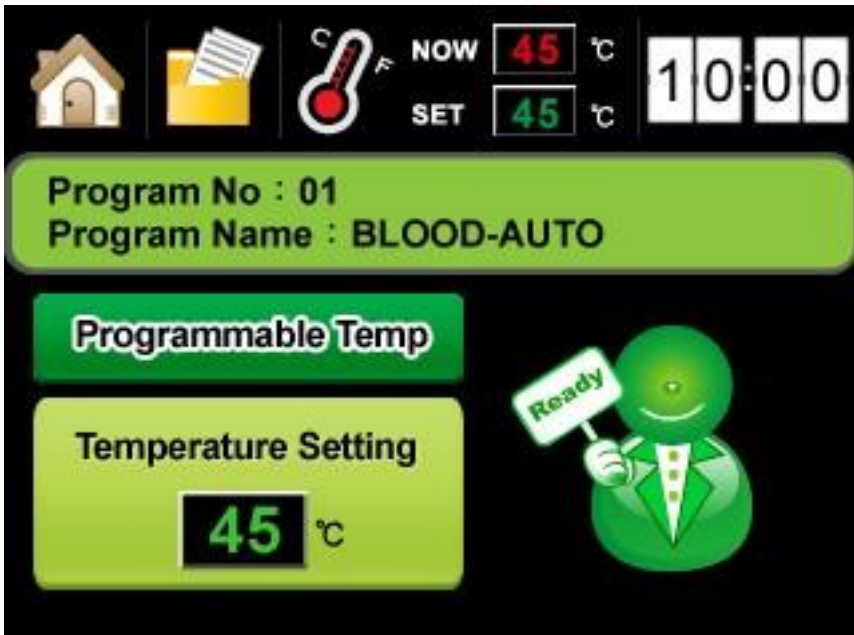 C F
NOW 45 ℃
SET 45 ℃
10:00
Program No : 01
Program Name : BLOOD-AUTO
Programmable Temp
Temperature Setting
45 ℃
Ready